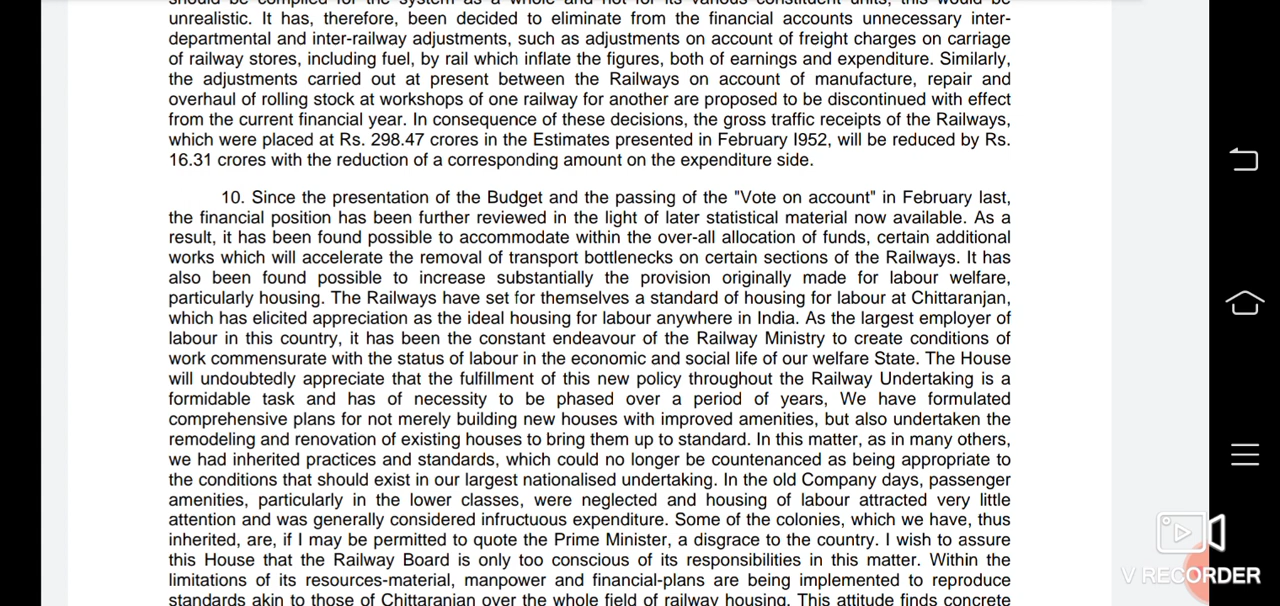 should be compiled for the system as a whole and not for its various constituent units, this would be
unrealistic. It has, therefore, been decided to eliminate from the financial accounts unnecessary inter-
departmental and inter-railway adjustments, such as adjustments on account of freight charges on carriage
of railway stores, including fuel, by rail which inflate the figures, both of earnings and expenditure. Similarly,
the adjustments carried out at present between the Railways on account of manufacture, repair and
overhaul of rolling stock at workshops of one railway for another are proposed to be discontinued with effect
from the current financial year. In consequence of these decisions, the gross traffic receipts of the Railways,
which were placed at Rs. 298.47 crores in the Estimates presented in February I952, will be reduced by Rs.
16.31 crores with the reduction of a corresponding amount on the expenditure side.
10. Since the presentation of the Budget and the passing of the "Vote on account" in February last,
the financial position has been further reviewed in the light of later statistical material now available. As a
result, it has been found possible to accommodate within the over-all allocation of funds, certain additional
works which will accelerate the removal of transport bottlenecks on certain sections of the Railways. It has
also been found possible to increase substantially the provision originally made for labour welfare,
particularly housing. The Railways have set for themselves a standard of housing for labour at Chittaranjan,
which has elicited appreciation as the ideal housing for labour anywhere in India. As the largest employer of
labour in this country, it has been the constant endeavour of the Railway Ministry to create conditions of
work commensurate with the status of labour in the economic and social life of our welfare State. The House
will undoubtedly appreciate that the fulfillment of this new policy throughout the Railway Undertaking is a
formidable task and has of necessity to be phased over a period of years, We have formulated
comprehensive plans for not merely building new houses with improved amenities, but also undertaken the
remodeling and renovation of existing houses to bring them up to standard. In this matter, as in many others,
we had inherited practices and standards, which could no longer be countenanced as being appropriate to
the conditions that should exist in our largest nationalised undertaking. In the old Company days, passenger
amenities, particularly in the lower classes, were neglected and housing of labour attracted very little
attention and was generally considered infructuous expenditure. Some of the colonies, which we have, thus
inherited, are, if I may be permitted to quote the Prime Minister, a disgrace to the country. I wish to assure
this House that the Railway Board is only too conscious of its responsibilities in this matter. Within the
limitations of its resources-material, manpower and financial-plans are being implemented to reproduce
standards akin to those of Chittaranjan over the whole field of railway housing. This attitude finds concrete
V RECORDER